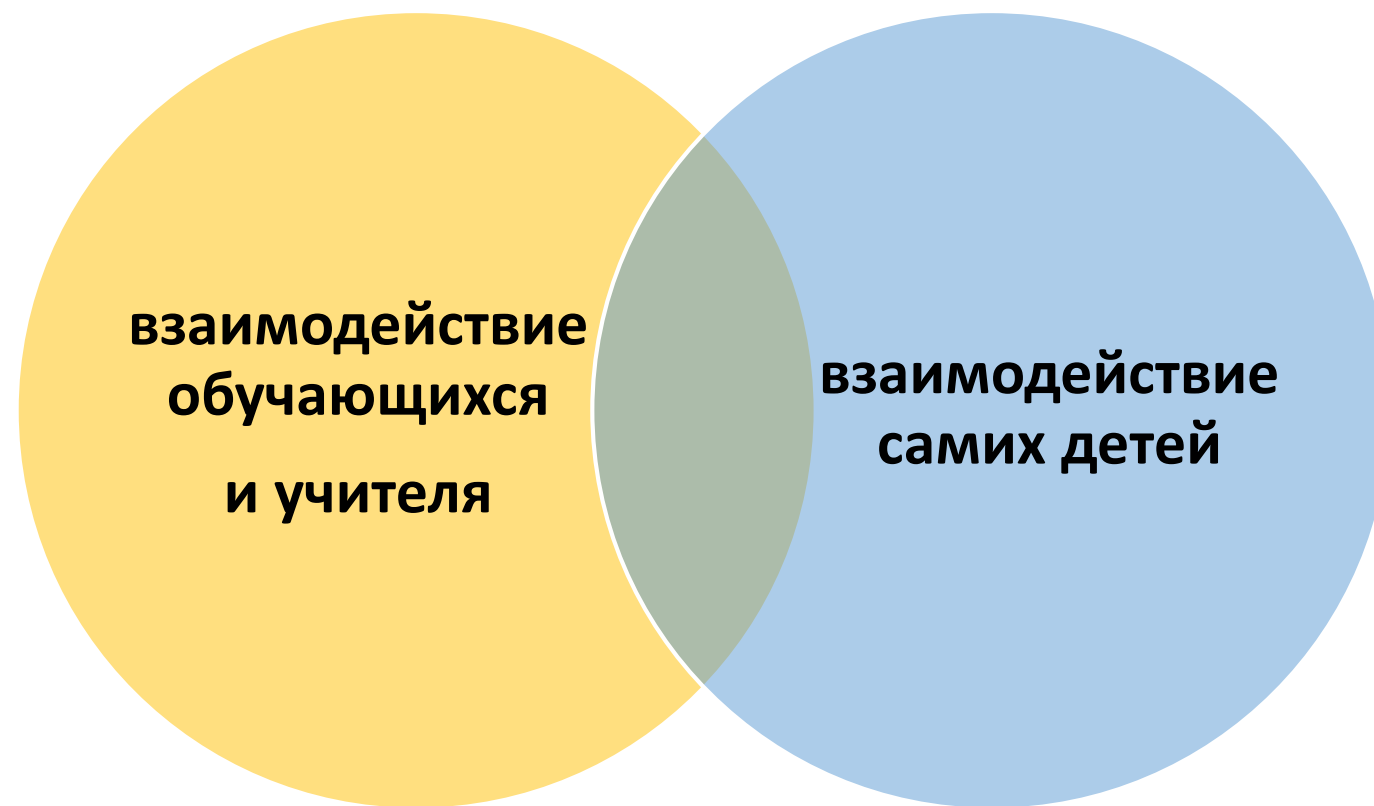 взаимодействие
обучающихся
и учителя
взаимодействие
самих детей